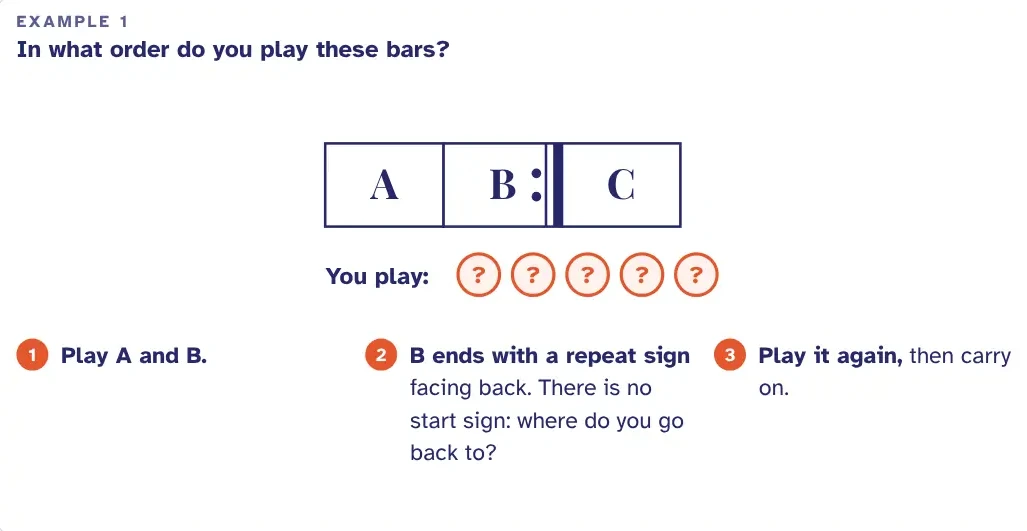 EXAMPLE 1
In what order do you play these bars?
A B: C
You play: ? ? ? ? ?
1 Play A and B.
2 B ends with a repeat sign
facing back. There is no
start sign: where do you go
back to?
3 Play it again, then carry
on.